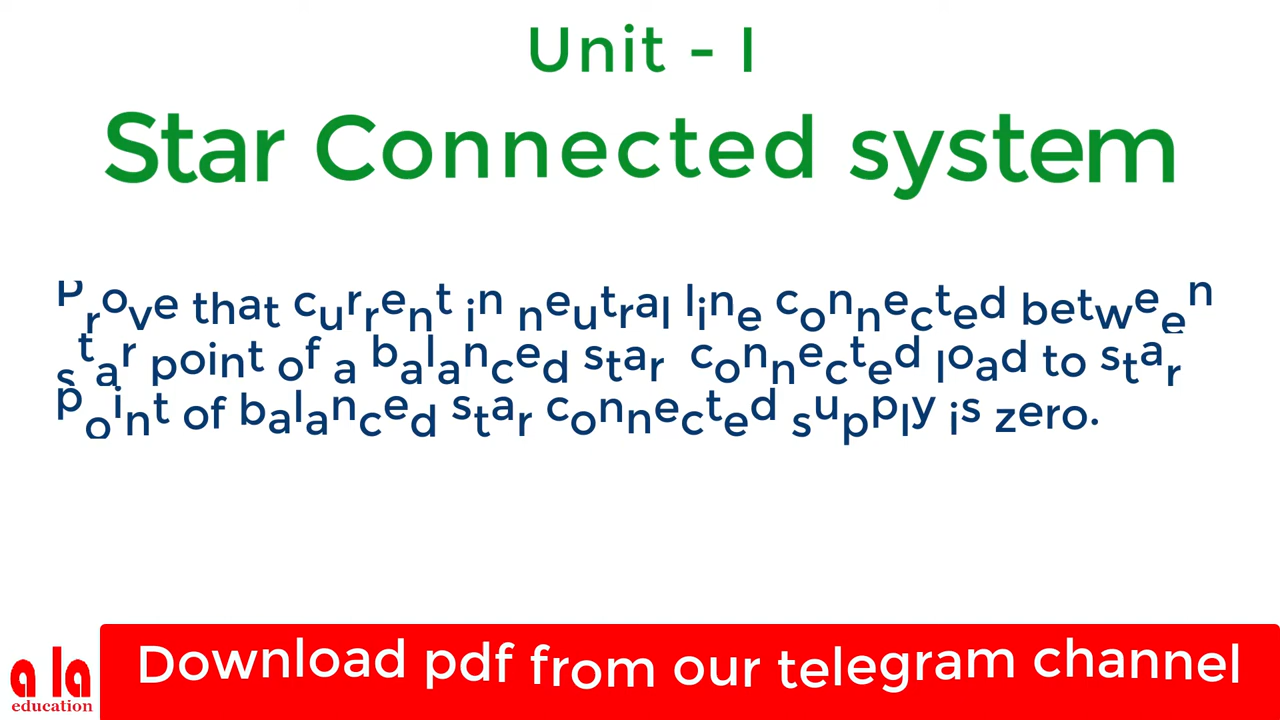 Unit - I
Star Connected system
Prove that current in neutral line connected between
star point of a balanced star connected load to star
point of balanced star connected supply is zero.
Download pdf from our telegram channel
a la
education